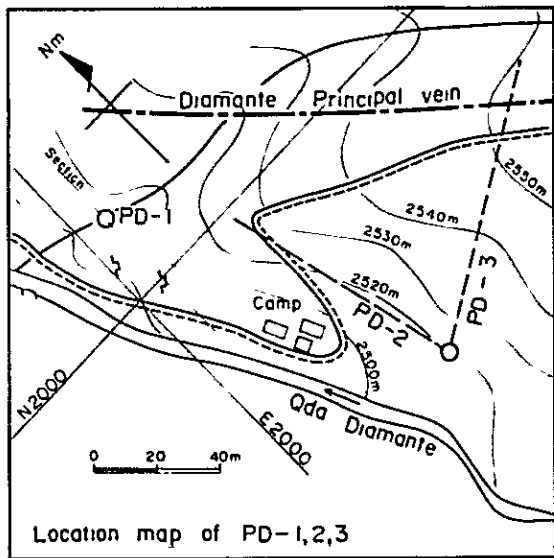 Nm
Diamante Principal vein
Section
PD-1
2550m
2540m
2530m
2520m
PD-3
PD-2
Camp
2500m
Qda Diamante
N2000
E2000
0 20 40m
Location map of PD-1,2,3